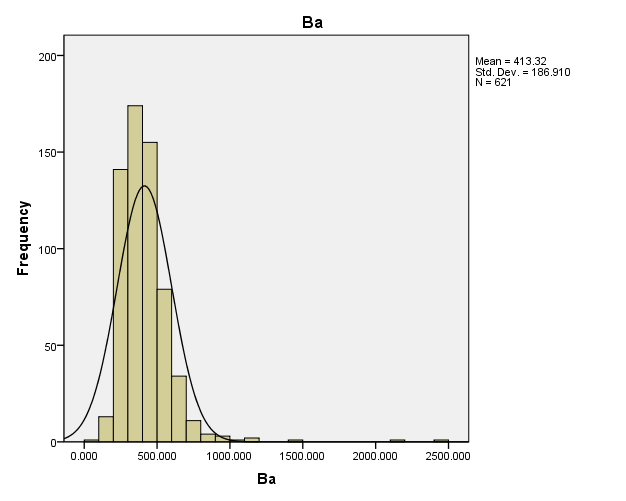 Ba
Mean = 413.32
Std. Dev. = 186.910
N = 621
Frequency
200
150
100
50
0
0.000 500.000 1000.000 1500.000 2000.000 2500.000
Ba